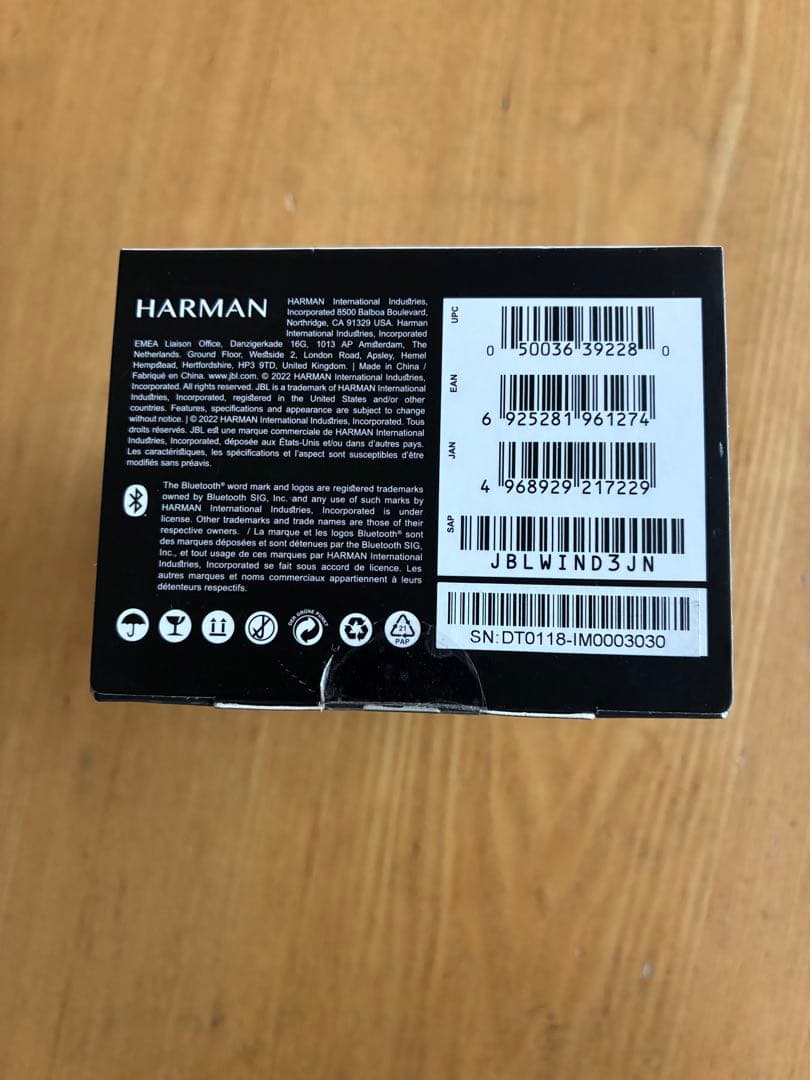 HARMAN
HARMAN International Industries,
Incorporated 8500 Balboa Boulevard,
Northridge, CA 91329 USA. Harman
International Industries, Incorporated
EMEA Liaison Office, Danzigerkade 16G, 1013 AP Amsterdam, The
Netherlands. Ground Floor, Westside 2, London Road, Apsley, Hemel
Hempstead, Hertfordshire, HP3 9TD, United Kingdom. | Made in China /
Fabriqué en China. www.jbl.com. © 2022 HARMAN International Industries,
Incorporated. All rights reserved. JBL is a trademark of HARMAN International
Industries, Incorporated, registered in the United States and/or other
countries. Features, specifications and appearance are subject to change
without notice. | © 2022 HARMAN International Industries, Incorporated. Tous
droits réservés. JBL est une marque commerciale de HARMAN International
Industries, Incorporated, déposée aux États-Unis et/ou dans d'autres pays.
Les caractéristiques, les spécifications et l'aspect sont susceptibles d'être
modifiés sans préavis.
The Bluetooth® word mark and logos are registered trademarks
owned by Bluetooth SIG, Inc. and any use of such marks by
HARMAN International Industries, Incorporated is under
license. Other trademarks and trade names are those of their
respective owners. / La marque et les logos Bluetooth® sont
des marques déposées et sont détenues par the Bluetooth SIG,
Inc., et tout usage de ces marques par HARMAN International
Industries, Incorporated se fait sous accord de licence. Les
autres marques et noms commerciaux appartiennent à leurs
détenteurs respectifs.
DER GRÜNE PUNKT
21
PAP
UPC
0 50036 39228 0
EAN
6 925281 961274
JAN
4 968929 217229
SAP
JBLWIND3JN
SN:DT0118-IM0003030